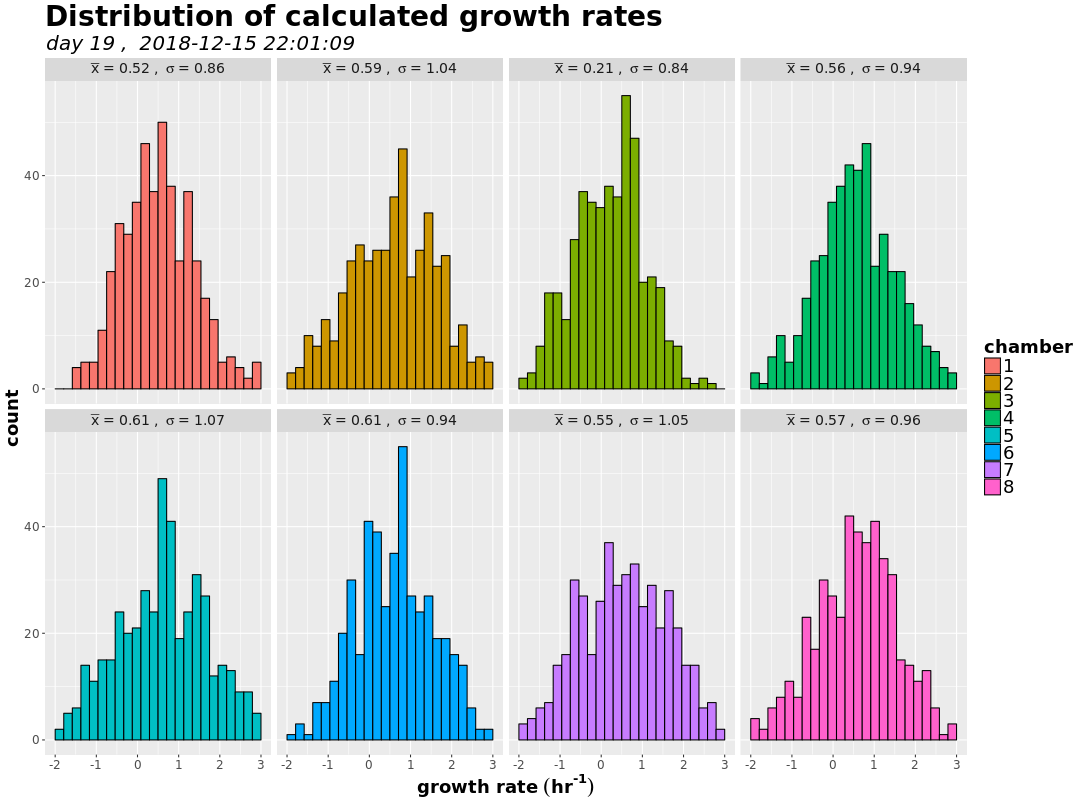 Distribution of calculated growth rates
day 19 , 2018-12-15 22:01:09
x̅ = 0.52 , σ = 0.86
x̅ = 0.59 , σ = 1.04
x̅ = 0.21 , σ = 0.84
x̅ = 0.56 , σ = 0.94
40
20
0
x̅ = 0.61 , σ = 1.07
x̅ = 0.61 , σ = 0.94
x̅ = 0.55 , σ = 1.05
x̅ = 0.57 , σ = 0.96
40
20
0
-2 -1 0 1 2 3
-2 -1 0 1 2 3
-2 -1 0 1 2 3
-2 -1 0 1 2 3
count
growth rate (hr⁻¹)
chamber
1
2
3
4
5
6
7
8